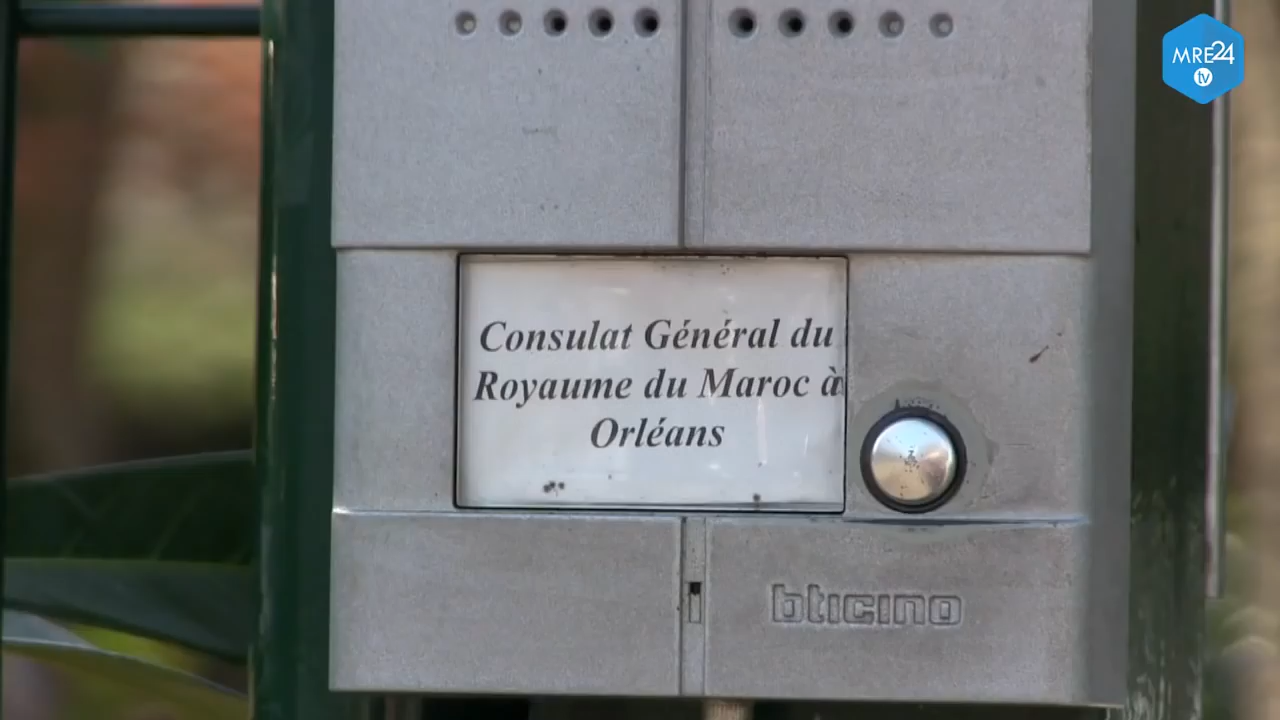 MRE24
tv
Consulat Général du
Royaume du Maroc à
Orléans
bticino